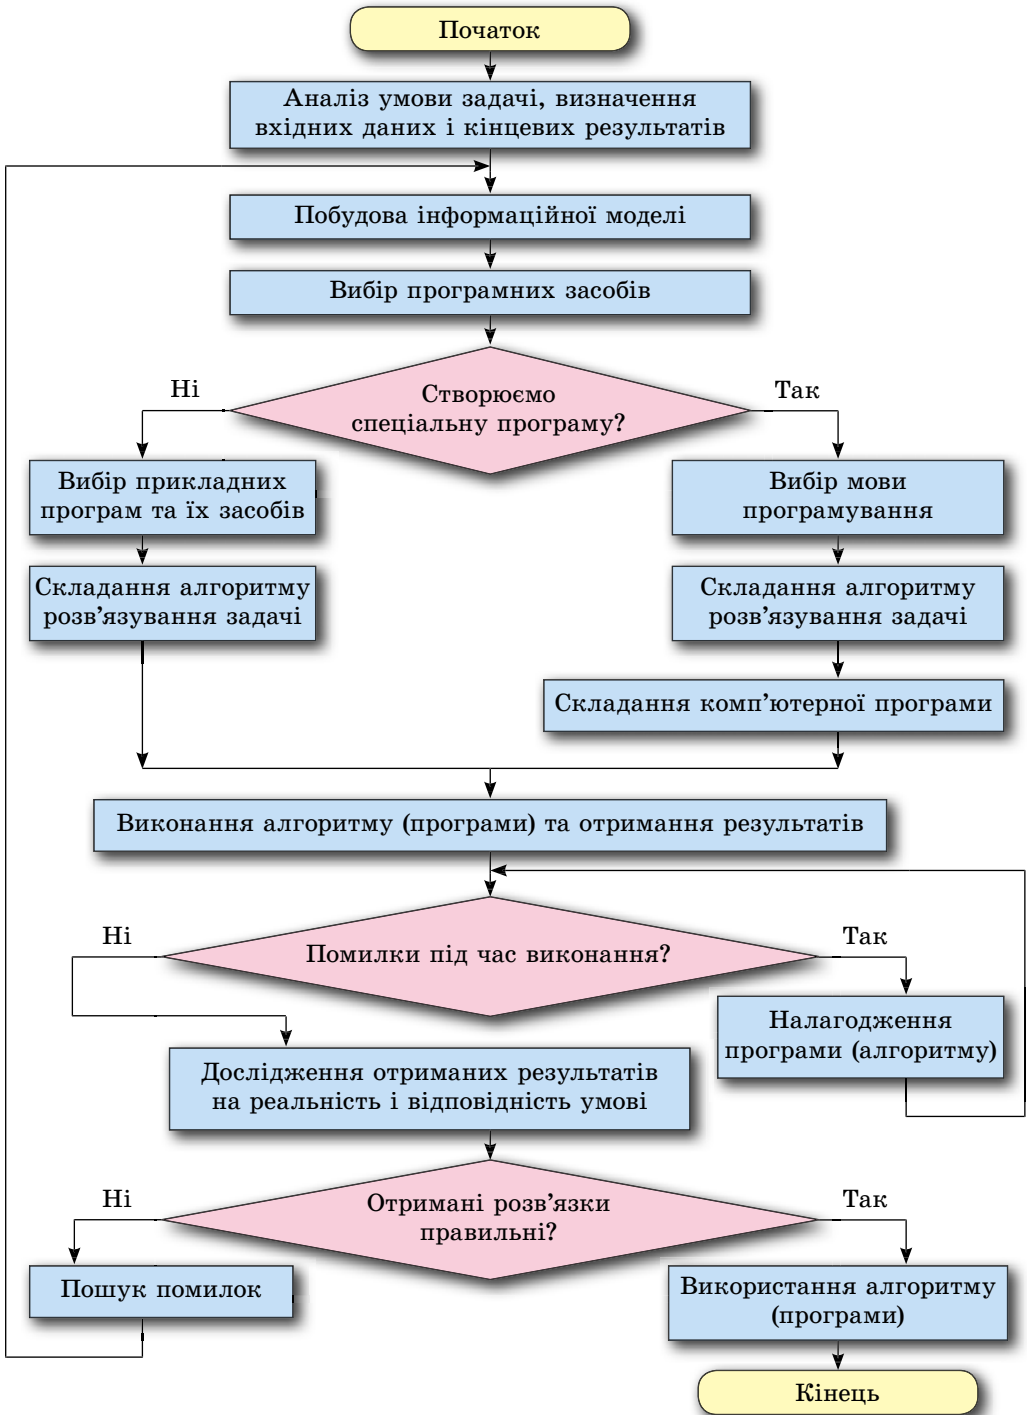 Початок
Аналіз умови задачі, визначення
вхідних даних і кінцевих результатів
Побудова інформаційної моделі
Вибір програмних засобів
Створюємо
спеціальну програму?
Ні
Так
Вибір прикладних
програм та їх засобів
Вибір мови
програмування
Складання алгоритму
розв’язування задачі
Складання алгоритму
розв’язування задачі
Складання комп’ютерної програми
Виконання алгоритму (програми) та отримання результатів
Помилки під час виконання?
Ні
Так
Налагодження
програми (алгоритму)
Дослідження отриманих результатів
на реальність і відповідність умові
Отримані розв’язки
правильні?
Ні
Так
Пошук помилок
Використання алгоритму
(програми)
Кінець